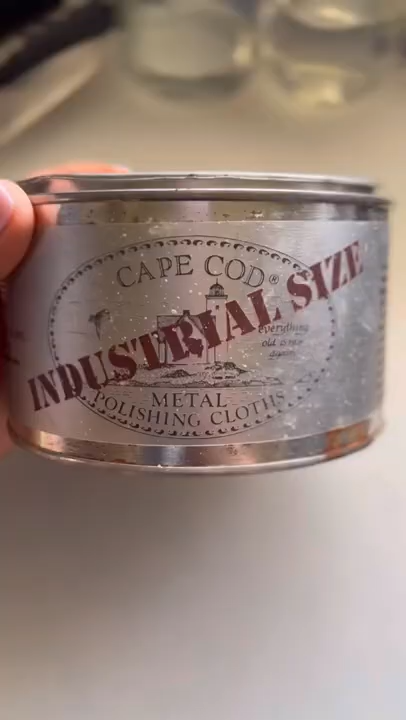 CAPE COD®
INDUSTRIAL SIZE
everything
old is new
again
METAL
POLISHING CLOTHS